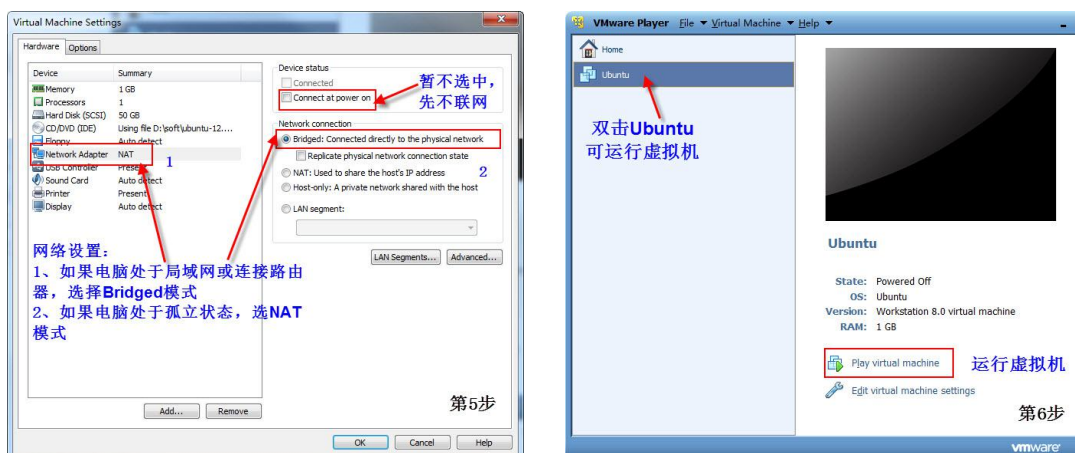 Virtual Machine Settings
Hardware
Options
Device Summary
Memory 1 GB
Processors 1
Hard Disk (SCSI) 50 GB
CD/DVD (IDE) Using file D:\soft\ubuntu-12....
Floppy Auto detect
Network Adapter NAT
1
USB Controller Present
Sound Card Auto detect
Printer Present
Display Auto detect
网络设置：
1、如果电脑处于局域网或连接路由
器，选择Bridged模式
2、如果电脑处于孤立状态，选NAT
模式
Add...
Remove
Device status
Connected
Connect at power on
暂不选中，
先不联网
Network connection
Bridged: Connected directly to the physical network
Replicate physical network connection state
NAT: Used to share the host's IP address
2
Host-only: A private network shared with the host
LAN segment:
LAN Segments...
Advanced...
第5步
OK
Cancel
Help
VMware Player File Virtual Machine Help
Home
Ubuntu
双击Ubuntu
可运行虚拟机
Ubuntu
State: Powered Off
OS: Ubuntu
Version: Workstation 8.0 virtual machine
RAM: 1 GB
Play virtual machine
运行虚拟机
Edit virtual machine settings
第6步
vmware